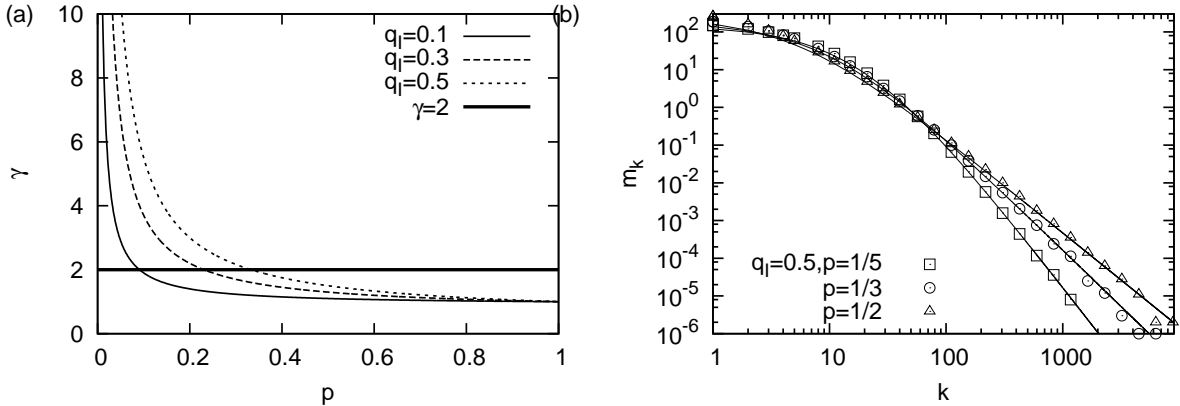 (a)
10
8
6
4
2
0
γ
0 0.2 0.4 0.6 0.8 1
p
q_l=0.1
q_l=0.3
q_l=0.5
γ=2
(b)
10^2
10^1
10^0
10^-1
10^-2
10^-3
10^-4
10^-5
10^-6
m_k
1 10 100 1000
k
q_l=0.5,p=1/5
p=1/3
p=1/2